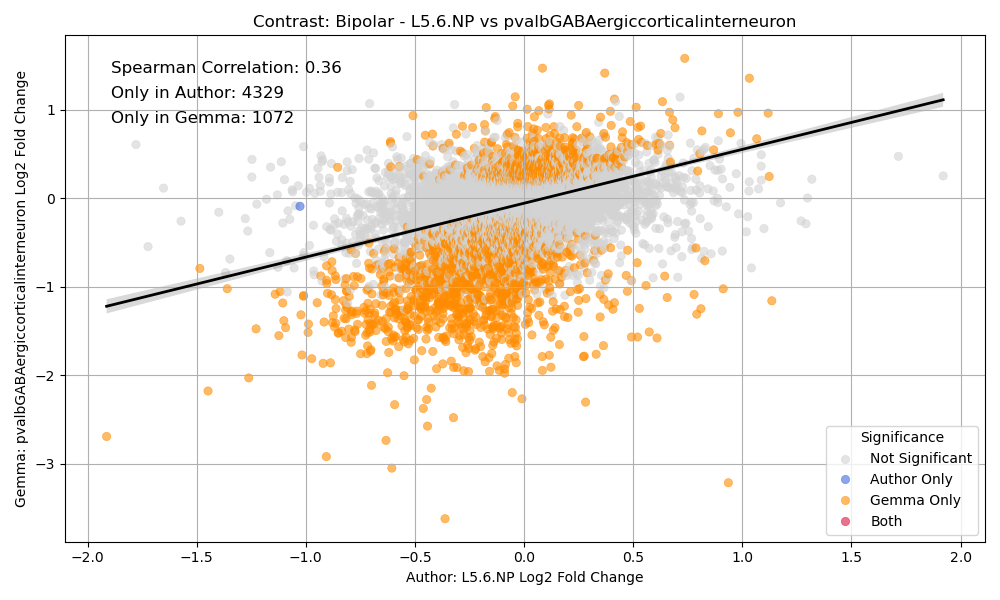 Contrast: Bipolar - L5.6.NP vs pvalbGABAergiccorticalinterneuron
Spearman Correlation: 0.36
Only in Author: 4329
Only in Gemma: 1072
Gemma: pvalbGABAergiccorticalinterneuron Log2 Fold Change
1
0
−1
−2
−3
−2.0
−1.5
−1.0
−0.5
0.0
0.5
1.0
1.5
2.0
Author: L5.6.NP Log2 Fold Change
Significance
Not Significant
Author Only
Gemma Only
Both